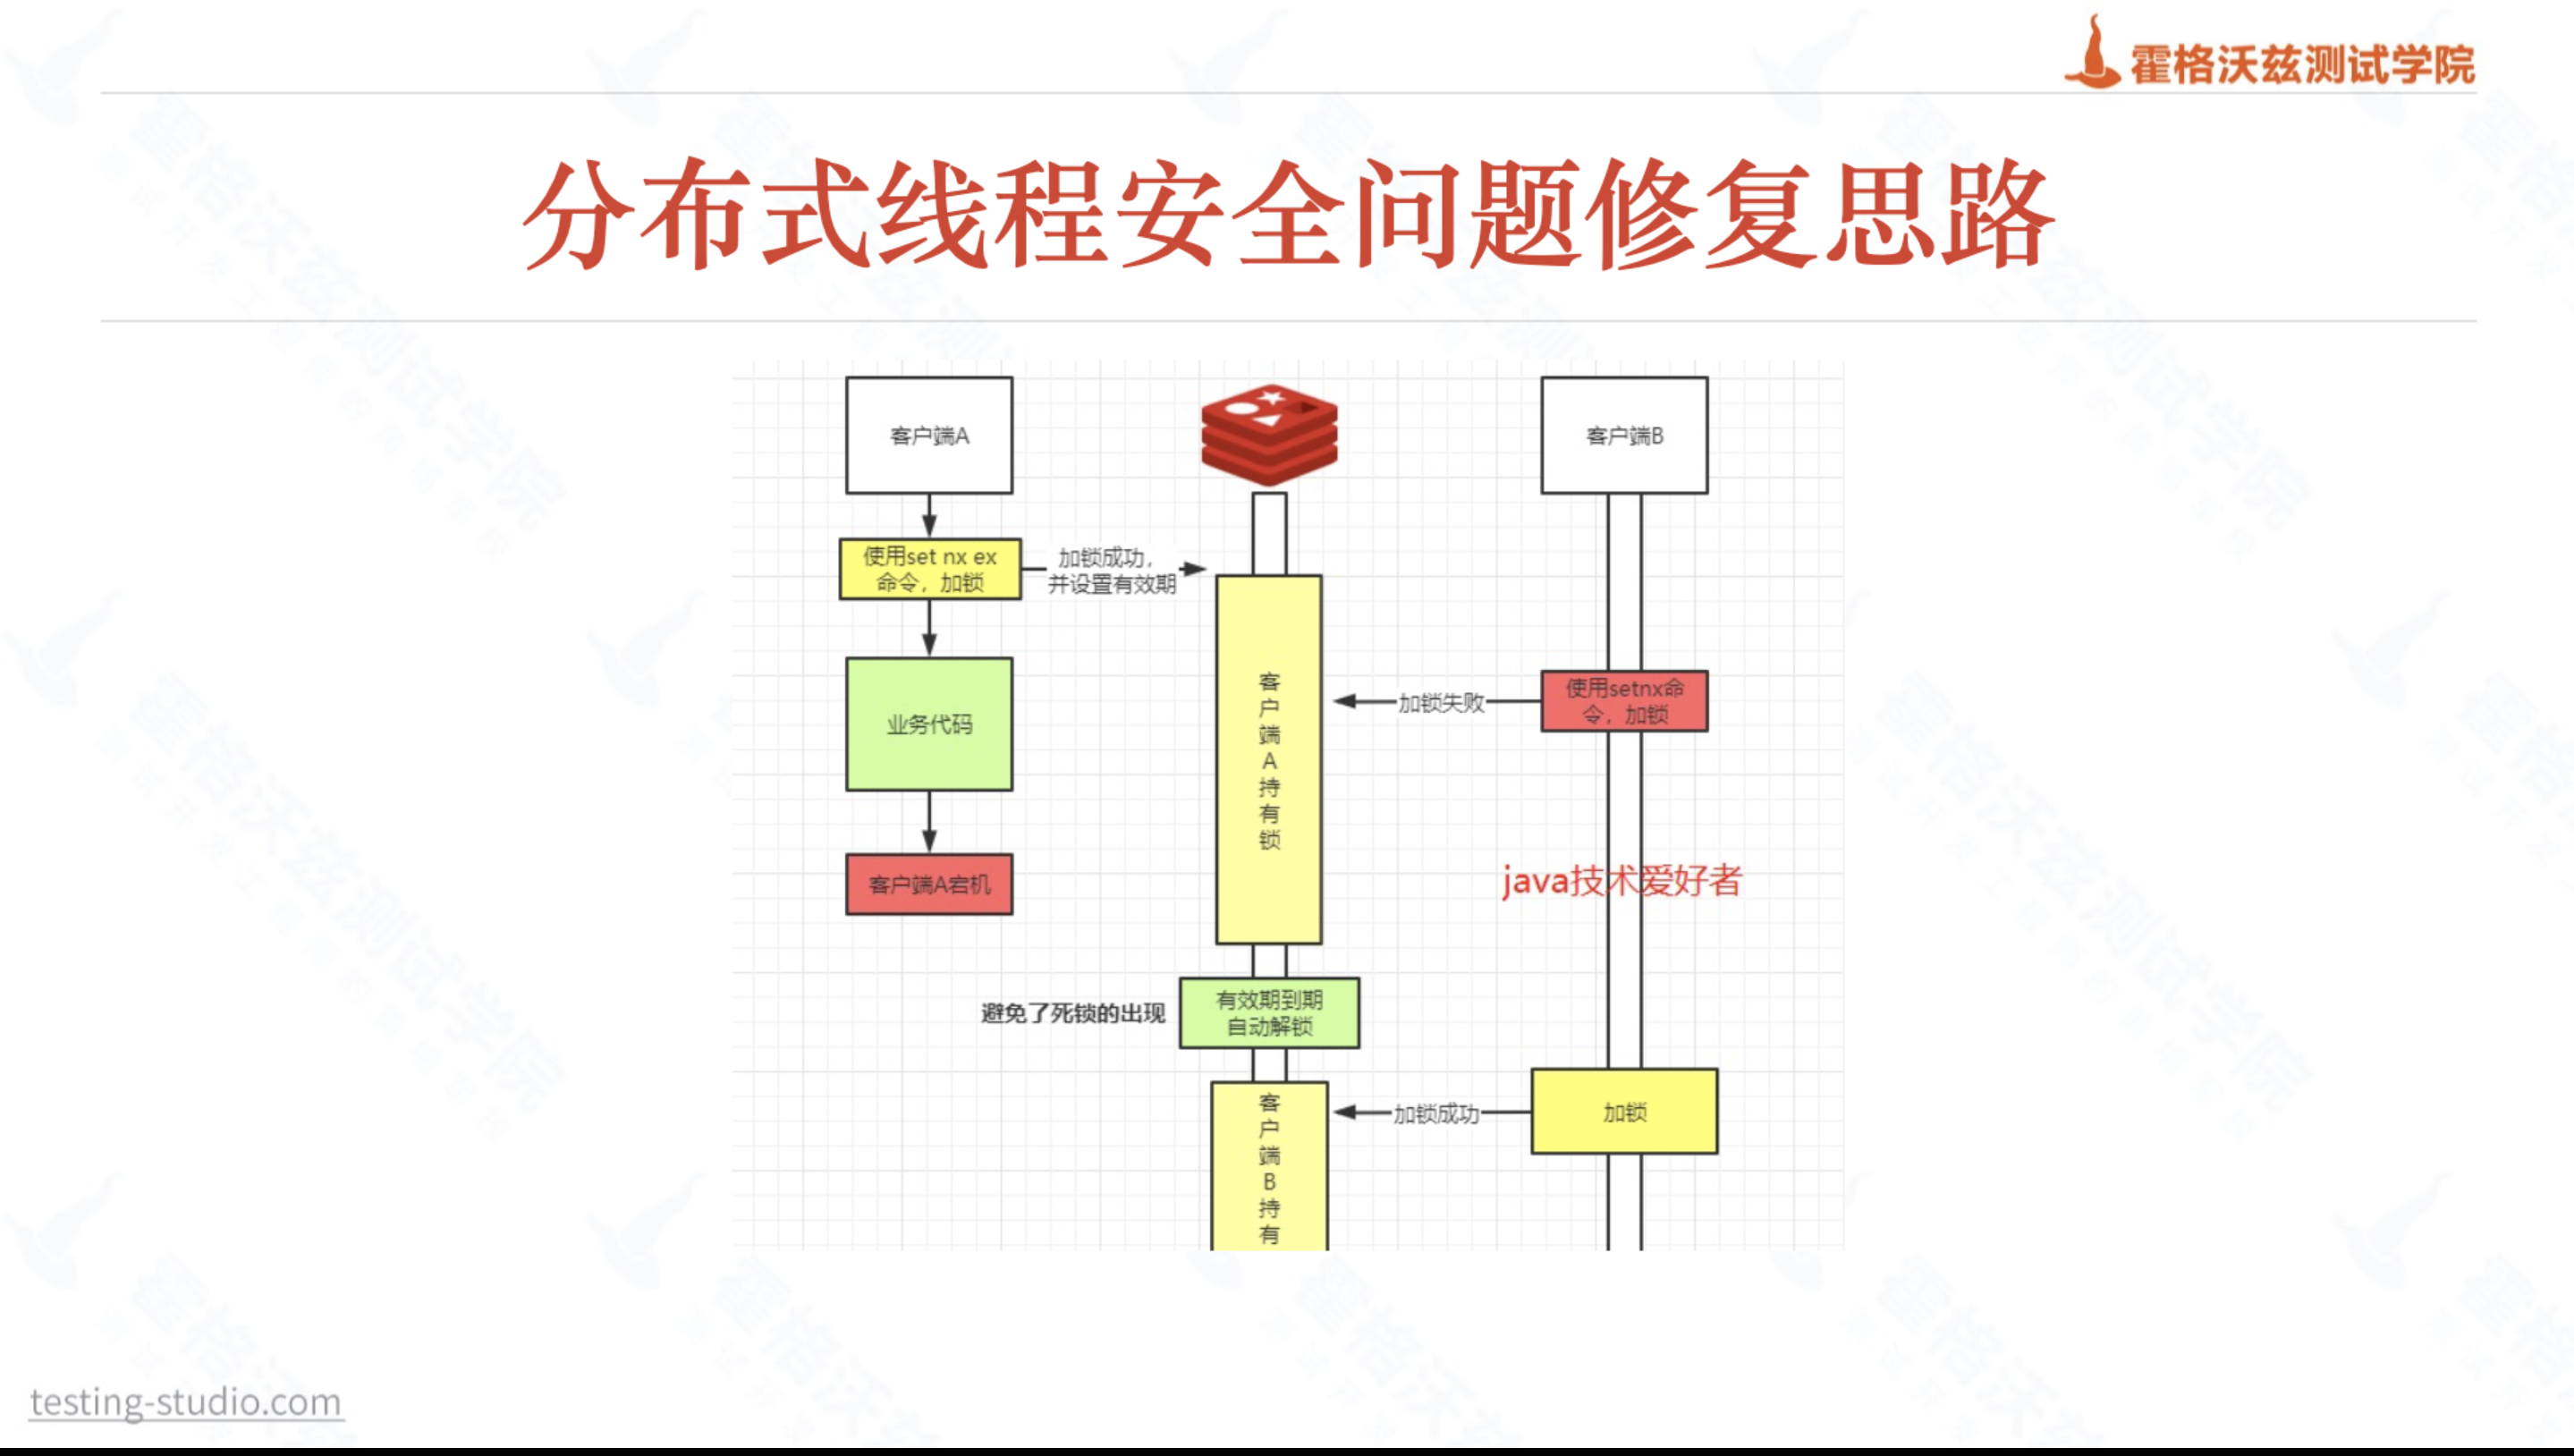 霍格沃兹测试学院
分布式线程安全问题修复思路
客户端A
客户端B
使用set nx ex
命令，加锁
加锁成功，
并设置有效期
业务代码
客户端A持有锁
加锁失败
使用setnx命
令，加锁
客户端A宕机
java技术爱好者
避免了死锁的出现
有效期到期
自动解锁
客户端B持有
加锁成功
加锁
testing-studio.com